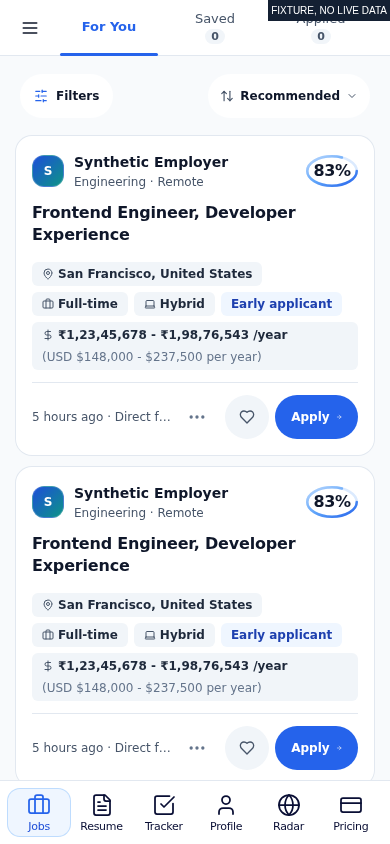 FIXTURE, NO LIVE DATA
For You
Saved
0
Applied
0
Filters
Recommended
S
Synthetic Employer
Engineering · Remote
83%
Frontend Engineer, Developer
Experience
San Francisco, United States
Full-time
Hybrid
Early applicant
₹1,23,45,678 - ₹1,98,76,543 /year
(USD $148,000 - $237,500 per year)
5 hours ago · Direct f…
Apply
S
Synthetic Employer
Engineering · Remote
83%
Frontend Engineer, Developer
Experience
San Francisco, United States
Full-time
Hybrid
Early applicant
₹1,23,45,678 - ₹1,98,76,543 /year
(USD $148,000 - $237,500 per year)
5 hours ago · Direct f…
Apply
Jobs
Resume
Tracker
Profile
Radar
Pricing